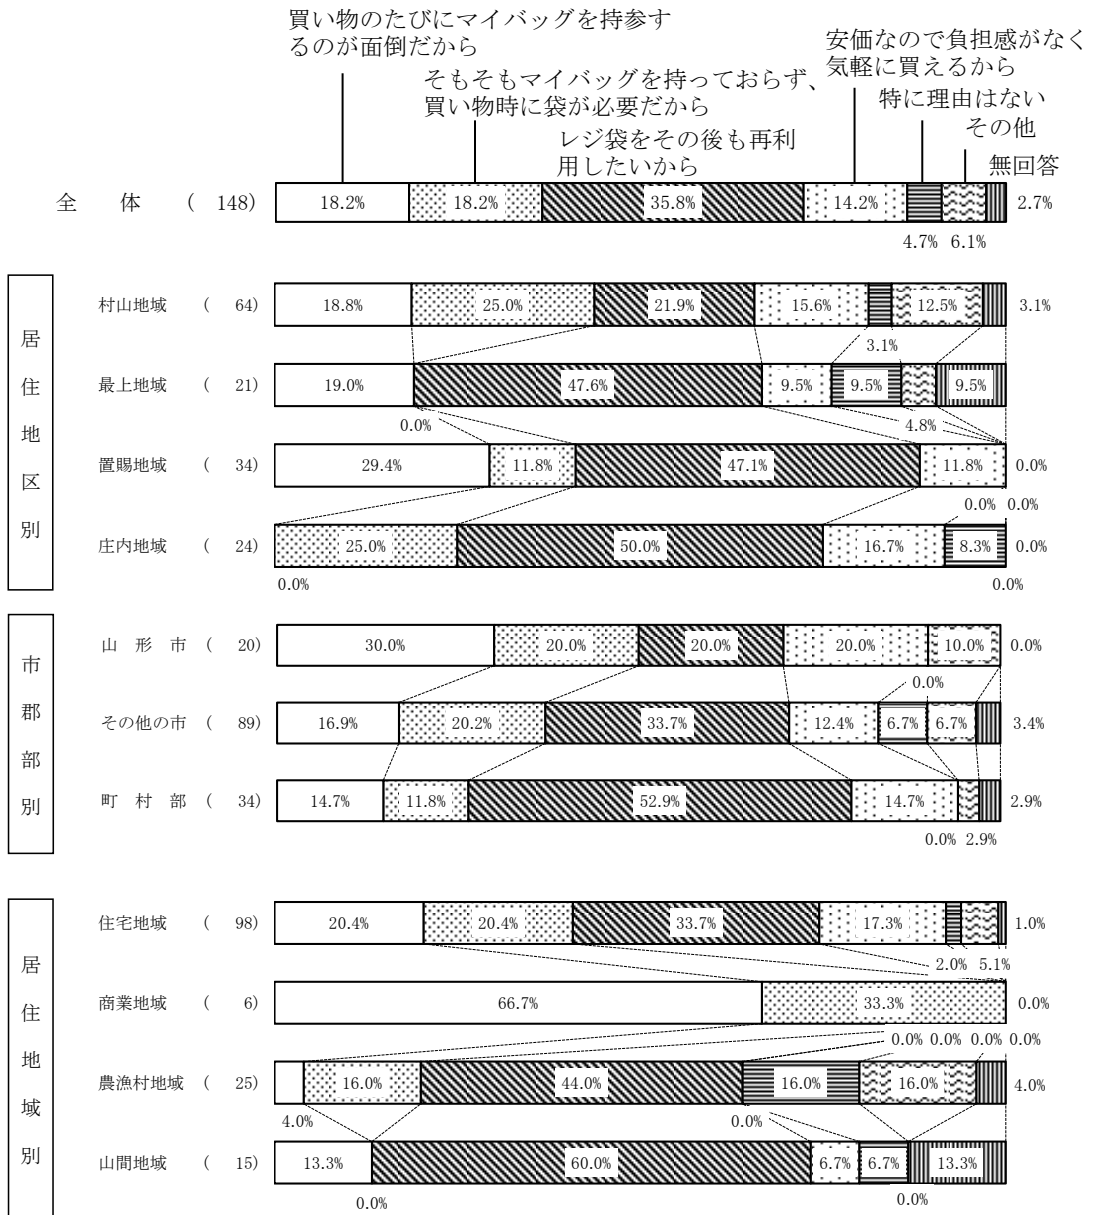 買い物のたびにマイバッグを持参す
るのが面倒だから
そもそもマイバッグを持っておらず、
買い物時に袋が必要だから
レジ袋をその後も再利
用したいから
安価なので負担感がなく
気軽に買えるから
特に理由はない
その他
無回答
全 体 ( 148) 18.2% 18.2% 35.8% 14.2% 2.7%
4.7% 6.1%
居住地区別
村山地域 ( 64) 18.8% 25.0% 21.9% 15.6% 12.5% 3.1%
3.1%
最上地域 ( 21) 19.0% 47.6% 9.5% 9.5% 9.5%
0.0% 4.8%
置賜地域 ( 34) 29.4% 11.8% 47.1% 11.8% 0.0%
0.0% 0.0%
庄内地域 ( 24) 25.0% 50.0% 16.7% 8.3% 0.0%
0.0% 0.0%
市郡部別
山 形 市 ( 20) 30.0% 20.0% 20.0% 20.0% 10.0% 0.0%
0.0%
その他の市 ( 89) 16.9% 20.2% 33.7% 12.4% 6.7% 6.7% 3.4%
町 村 部 ( 34) 14.7% 11.8% 52.9% 14.7% 2.9%
0.0% 2.9%
居住地域別
住宅地域 ( 98) 20.4% 20.4% 33.7% 17.3% 1.0%
2.0% 5.1%
商業地域 ( 6) 66.7% 33.3% 0.0%
0.0% 0.0% 0.0% 0.0%
農漁村地域 ( 25) 16.0% 44.0% 16.0% 16.0% 4.0%
4.0% 0.0%
山間地域 ( 15) 13.3% 60.0% 6.7% 6.7% 13.3%
0.0% 0.0%